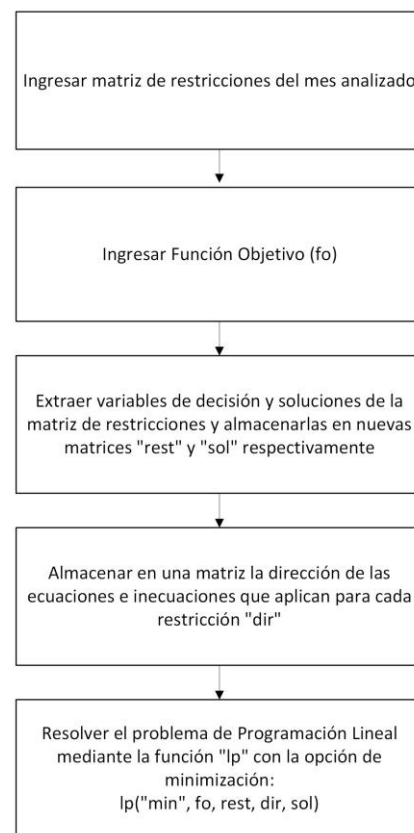 Ingresar matriz de restricciones del mes analizado
Ingresar Función Objetivo (fo)
Extraer variables de decisión y soluciones de la
matriz de restricciones y almacenarlas en nuevas
matrices "rest" y "sol" respectivamente
Almacenar en una matriz la dirección de las
ecuaciones e inecuaciones que aplican para cada
restricción "dir"
Resolver el problema de Programación Lineal
mediante la función "lp" con la opción de
minimización:
lp("min", fo, rest, dir, sol)